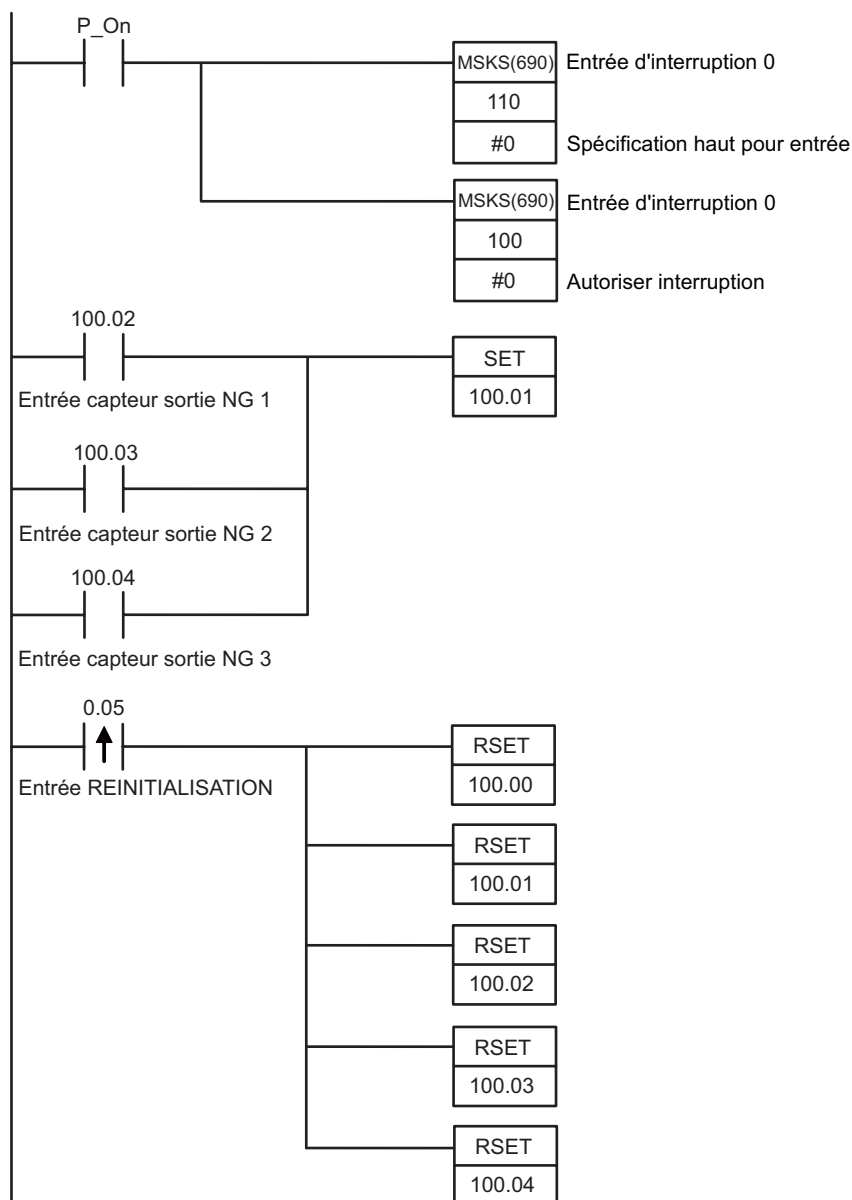 P_On
MSKS(690) Entrée d'interruption 0
110
#0 Spécification haut pour entrée
MSKS(690) Entrée d'interruption 0
100
#0 Autoriser interruption
100.02
SET
100.01
Entrée capteur sortie NG 1
100.03
Entrée capteur sortie NG 2
100.04
Entrée capteur sortie NG 3
0.05
RSET
100.00
Entrée REINITIALISATION
RSET
100.01
RSET
100.02
RSET
100.03
RSET
100.04